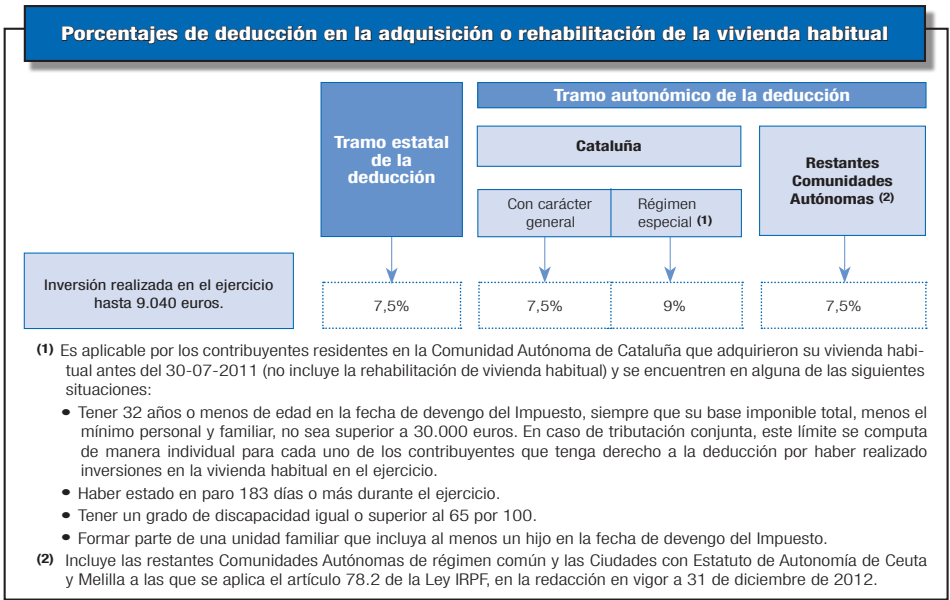 Porcentajes de deducción en la adquisición o rehabilitación de la vivienda habitual
Tramo estatal
de la
deducción
Tramo autonómico de la deducción
Cataluña
Con carácter
general
Régimen
especial (1)
Restantes
Comunidades
Autónomas (2)
Inversión realizada en el ejercicio
hasta 9.040 euros.
7,5%
7,5%
9%
7,5%
(1) Es aplicable por los contribuyentes residentes en la Comunidad Autónoma de Cataluña que adquirieron su vivienda habi-
tual antes del 30-07-2011 (no incluye la rehabilitación de vivienda habitual) y se encuentren en alguna de las siguientes
situaciones:
• Tener 32 años o menos de edad en la fecha de devengo del Impuesto, siempre que su base imponible total, menos el
mínimo personal y familiar, no sea superior a 30.000 euros. En caso de tributación conjunta, este límite se computa
de manera individual para cada uno de los contribuyentes que tenga derecho a la deducción por haber realizado
inversiones en la vivienda habitual en el ejercicio.
• Haber estado en paro 183 días o más durante el ejercicio.
• Tener un grado de discapacidad igual o superior al 65 por 100.
• Formar parte de una unidad familiar que incluya al menos un hijo en la fecha de devengo del Impuesto.
(2) Incluye las restantes Comunidades Autónomas de régimen común y las Ciudades con Estatuto de Autonomía de Ceuta
y Melilla a las que se aplica el artículo 78.2 de la Ley IRPF, en la redacción en vigor a 31 de diciembre de 2012.